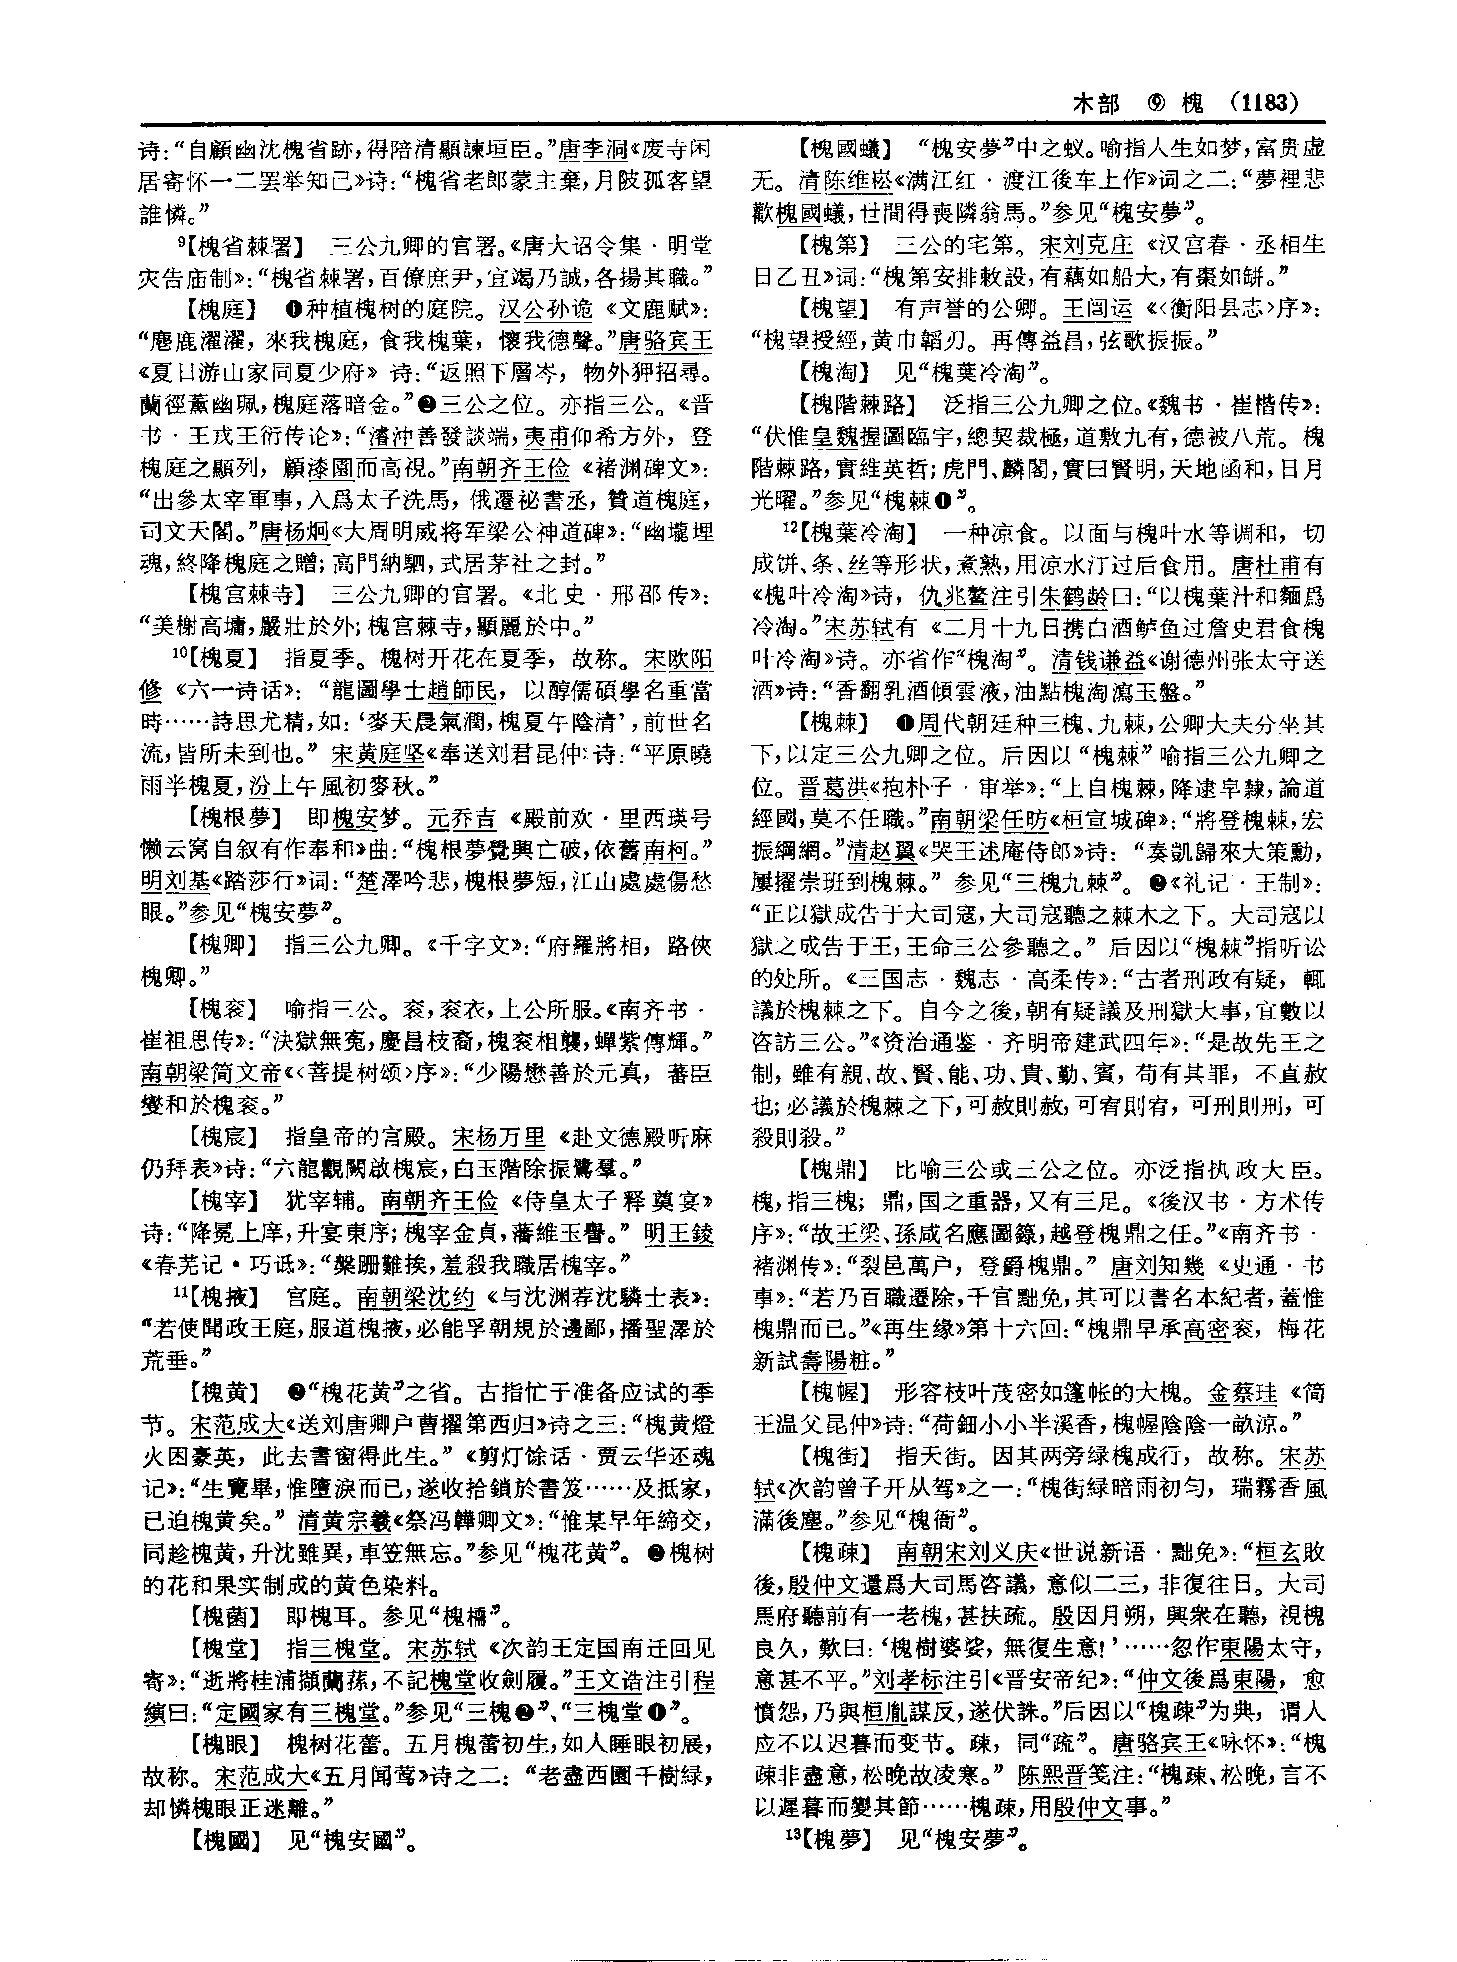 木部 ⑨ 槐 (1183)
诗：“自顧幽沈槐省跡，得陪清顯諫垣臣。”唐李洞《废寺闲
居寄怀一二罢举知己》诗：“槐省老郎蒙主棄，月陂孤客望
誰憐。”
⁹【槐省棘署】 三公九卿的官署。《唐大诏令集·明堂
灾告庙制》：“槐省棘署，百僚庶尹，宜竭乃誠，各揚其職。”
【槐庭】 ❶种植槐树的庭院。汉公孙诡《文鹿赋》：
“麀鹿濯濯，來我槐庭，食我槐葉，懷我德聲。”唐骆宾王
《夏日游山家同夏少府》诗：“返照下層岑，物外狎招尋。
蘭徑薰幽珮，槐庭落暗金。”❷三公之位。亦指三公。《晋
书·王戎王衍传论》：“濬沖善發談端，夷甫仰希方外，登
槐庭之顯列，顧漆園而高視。”南朝齐王俭《褚渊碑文》：
“出參太宰軍事，入爲太子洗馬，俄遷祕書丞，贊道槐庭，
司文天閣。”唐杨炯《大周明威将军梁公神道碑》：“幽壠埋
魂，終降槐庭之贈；高門納駟，式居茅社之封。”
【槐宫棘寺】 三公九卿的官署。《北史·邢邵传》：
“美榭高墉，嚴壯於外；槐宫棘寺，顯麗於中。”
¹⁰【槐夏】 指夏季。槐树开花在夏季，故称。宋欧阳
修《六一诗话》：“龍圖學士趙師民，以醇儒碩學名重當
時……詩思尤精，如：‘麥天晨氣潤，槐夏午陰清’，前世名
流，皆所未到也。”宋黄庭坚《奉送刘君昆仲》诗：“平原曉
雨半槐夏，汾上午風初麥秋。”
【槐根夢】 即槐安梦。元乔吉《殿前欢·里西瑛号
懒云窝自叙有作奉和》曲：“槐根夢覺興亡破，依舊南柯。”
明刘基《踏莎行》词：“楚澤吟悲，槐根夢短，江山處處傷愁
眼。”参见“槐安夢”。
【槐卿】 指三公九卿。《千字文》：“府羅將相，路俠
槐卿。”
【槐衮】 喻指三公。衮，衮衣，上公所服。《南齐书·
崔祖思传》：“決獄無冤，慶昌枝裔，槐衮相襲，蟬紫傳輝。”
南朝梁简文帝《〈菩提树颂〉序》：“少陽懋善於元真，蕃臣
燮和於槐衮。”
【槐宸】 指皇帝的宫殿。宋杨万里《赴文德殿听麻
仍拜表》诗：“六龍觀闕啟槐宸，白玉階除振鷺羣。”
【槐宰】 犹宰辅。南朝齐王俭《侍皇太子释奠宴》
诗：“降冕上庠，升宴東序；槐宰金貞，藩維玉譽。”明王錂
《春芜记·巧诋》：“槃跚難挨，羞殺我職居槐宰。”
¹¹【槐掖】 宫庭。南朝梁沈约《与沈渊荐沈驎士表》：
“若使聞政王庭，服道槐掖，必能孚朝規於邊鄙，播聖澤於
荒垂。”
【槐黄】 ❷“槐花黄”之省。古指忙于准备应试的季
节。宋范成大《送刘唐卿户曹擢第西归》诗之三：“槐黄燈
火困豪英，此去書窗得此生。”《剪灯馀话·贾云华还魂
记》：“生覽畢，惟墮淚而已，遂收拾鎖於書笈……及抵家，
已迫槐黄矣。”清黄宗羲《祭冯韡卿文》：“惟某早年締交，
同趁槐黄，升沈雖異，車笠無忘。”参见“槐花黄”。❷槐树
的花和果实制成的黄色染料。
【槐菌】 即槐耳。参见“槐檽”。
【槐堂】 指三槐堂。宋苏轼《次韵王定国南迁回见
寄》：“逝將桂浦擷蘭蓀，不記槐堂收劍履。”王文诰注引程
縯曰：“定國家有三槐堂。”参见“三槐❷”、“三槐堂❶”。
【槐眼】 槐树花蕾。五月槐蕾初生，如人睡眼初展，
故称。宋范成大《五月闻莺》诗之二：“老盡西園千樹緑，
却憐槐眼正迷離。”
【槐國】 见“槐安國”。
【槐國蟻】 “槐安夢”中之蚁。喻指人生如梦，富贵虚
无。清陈维崧《满江红·渡江後车上作》词之二：“夢裡悲
歡槐國蟻，世間得喪隣翁馬。”参见“槐安夢”。
【槐第】 三公的宅第。宋刘克庄《汉宫春·丞相生
日乙丑》词：“槐第安排敕設，有藕如船大，有棗如缾。”
【槐望】 有声誉的公卿。王闿运《〈衡阳县志〉序》：
“槐望授經，黄巾韜刃。再傳益昌，弦歌振振。”
【槐淘】 见“槐葉冷淘”。
【槐階棘路】 泛指三公九卿之位。《魏书·崔楷传》：
“伏惟皇魏握圖臨宇，總契裁極，道敷九有，德被八荒。槐
階棘路，實維英哲；虎門、麟閣，實曰賢明，天地函和，日月
光曜。”参见“槐棘❶”。
¹²【槐葉冷淘】 一种凉食。以面与槐叶水等调和，切
成饼、条、丝等形状，煮熟，用凉水汀过后食用。唐杜甫有
《槐叶冷淘》诗，仇兆鳌注引朱鹤龄曰：“以槐葉汁和麵爲
冷淘。”宋苏轼有《二月十九日携白酒鲈鱼过詹史君食槐
叶冷淘》诗。亦省作“槐淘”。清钱谦益《谢德州张太守送
酒》诗：“香翻乳酒傾雲液，油點槐淘瀉玉盤。”
【槐棘】 ❶周代朝廷种三槐、九棘，公卿大夫分坐其
下，以定三公九卿之位。后因以“槐棘”喻指三公九卿之
位。晋葛洪《抱朴子·审举》：“上自槐棘，降逮皁隸，論道
經國，莫不任職。”南朝梁任昉《桓宣城碑》：“將登槐棘，宏
振綱網。”清赵翼《哭王述庵侍郎》诗：“奏凱歸來大策勳，
屢擢崇班到槐棘。”参见“三槐九棘”。❷《礼记·王制》：
“正以獄成告于大司寇，大司寇聽之棘木之下。大司寇以
獄之成告于王，王命三公參聽之。”后因以“槐棘”指听讼
的处所。《三国志·魏志·高柔传》：“古者刑政有疑，輒
議於槐棘之下。自今之後，朝有疑議及刑獄大事，宜數以
咨訪三公。”《资治通鉴·齐明帝建武四年》：“是故先王之
制，雖有親、故、賢、能、功、貴、勤、賓，苟有其罪，不直赦
也；必議於槐棘之下，可赦則赦，可宥則宥，可刑則刑，可
殺則殺。”
【槐鼎】 比喻三公或三公之位。亦泛指执政大臣。
槐，指三槐；鼎，国之重器，又有三足。《後汉书·方术传
序》：“故王梁、孫咸名應圖籙，越登槐鼎之任。”《南齐书·
褚渊传》：“裂邑萬户，登爵槐鼎。”唐刘知幾《史通·书
事》：“若乃百職遷除，千官黜免，其可以書名本紀者，蓋惟
槐鼎而已。”《再生缘》第十六回：“槐鼎早承高密衮，梅花
新試壽陽粧。”
【槐幄】 形容枝叶茂密如篷帐的大槐。金蔡珪《简
王温父昆仲》诗：“荷鈿小小半溪香，槐幄陰陰一畝涼。”
【槐街】 指天街。因其两旁绿槐成行，故称。宋苏
轼《次韵曾子开从驾》之一：“槐街緑暗雨初匀，瑞霧香風
滿後塵。”参见“槐衙”。
【槐疎】 南朝宋刘义庆《世说新语·黜免》：“桓玄敗
後，殷仲文還爲大司馬咨議，意似二三，非復往日。大司
馬府聽前有一老槐，甚扶疏。殷因月朔，與衆在聽，視槐
良久，歎曰：‘槐樹婆娑，無復生意！’……忽作東陽太守，
意甚不平。”刘孝标注引《晋安帝纪》：“仲文後爲東陽，愈
憤怨，乃與桓胤謀反，遂伏誅。”后因以“槐疎”为典，谓人
应不以迟暮而变节。疎，同“疏”。唐骆宾王《咏怀》：“槐
疎非盡意，松晚故凌寒。”陈熙晋笺注：“槐疎、松晚，言不
以遲暮而變其節……槐疎，用殷仲文事。”
¹³【槐夢】 见“槐安夢”。